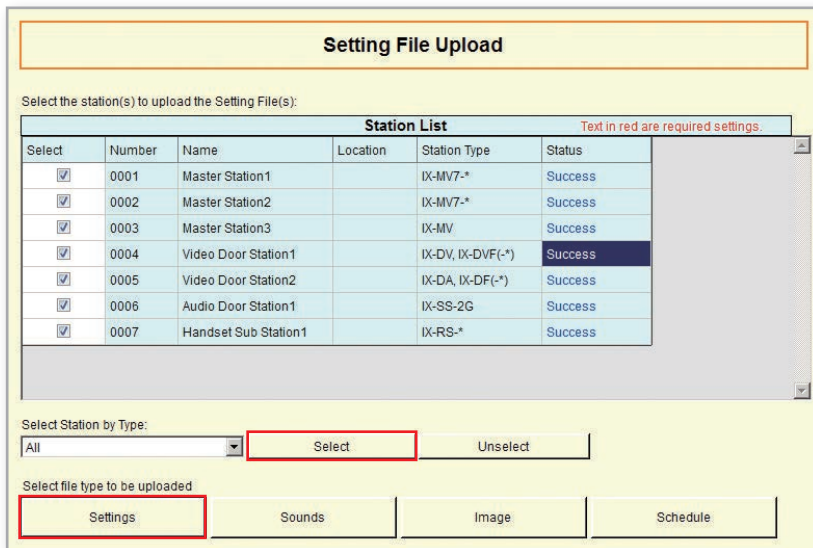 Setting File Upload
Select the station(s) to upload the Setting File(s):
Station List Text in red are required settings.
Select Number Name Location Station Type Status
0001 Master Station1 IX-MV7-* Success
0002 Master Station2 IX-MV7-* Success
0003 Master Station3 IX-MV Success
0004 Video Door Station1 IX-DV, IX-DVF(-*) Success
0005 Video Door Station2 IX-DA, IX-DF(-*) Success
0006 Audio Door Station1 IX-SS-2G Success
0007 Handset Sub Station1 IX-RS-* Success
Select Station by Type:
All Select Unselect
Select file type to be uploaded
Settings Sounds Image Schedule